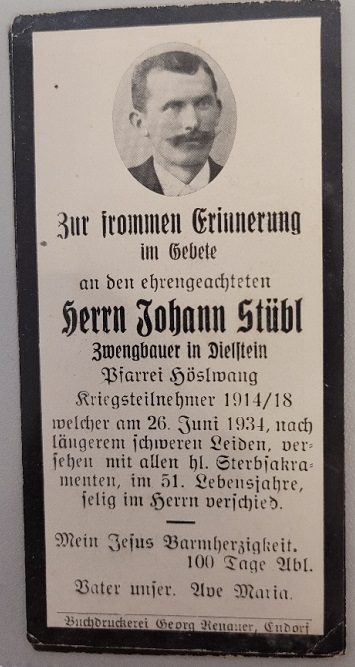 Zur frommen Erinnerung
im Gebete
an den ehrengeachteten
Herrn Johann Stübl
Zwengbauer in Dielstein
Pfarrei Höslwang
Kriegsteilnehmer 1914/18
welcher am 26. Juni 1934, nach
längerem schweren Leiden, ver-
sehen mit allen hl. Sterbsakra-
menten, im 51. Lebensjahre,
selig im Herrn verschied.
Mein Jesus Barmherzigkeit.
100 Tage Abl.
Vater unser. Ave Maria.
Buchdruckerei Georg Renauer, Endorf